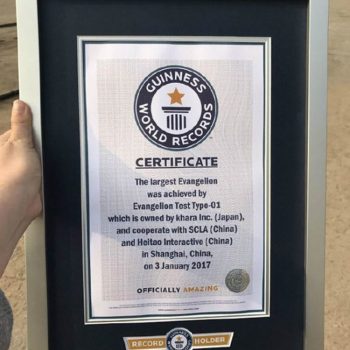 GUINNESS
WORLD RECORDS
CERTIFICATE
The largest Evangelion
was achieved by
Evangelion Test Type-01
which is owned by khara Inc. (Japan),
and cooperate with SCLA (China)
and Heitao Interactive (China)
in Shanghai, China,
on 3 January 2017
OFFICIALLY AMAZING
RECORD HOLDER